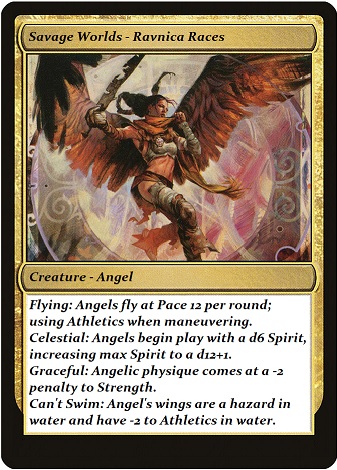 Savage Worlds - Ravnica Races
Creature - Angel
Flying: Angels fly at Pace 12 per round;
using Athletics when maneuvering.
Celestial: Angels begin play with a d6 Spirit,
increasing max Spirit to a d12+1.
Graceful: Angelic physique comes at a -2
penalty to Strength.
Can't Swim: Angel's wings are a hazard in
water and have -2 to Athletics in water.